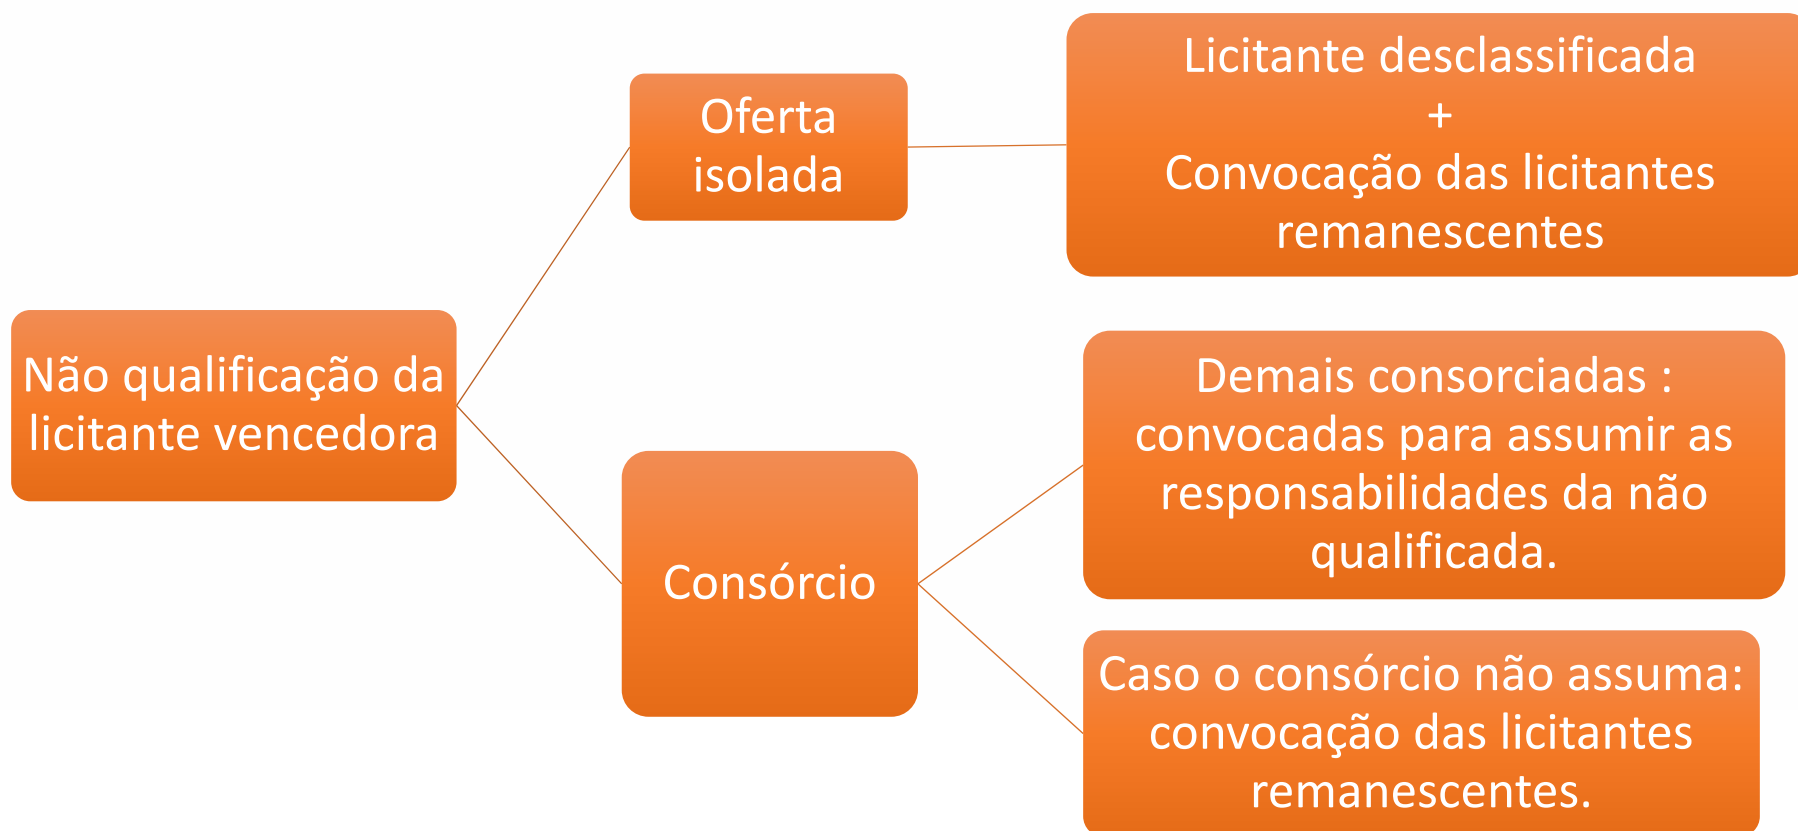 Não qualificação da
licitante vencedora
Oferta
isolada
Licitante desclassificada
+
Convocação das licitantes
remanescentes
Consórcio
Demais consorciadas :
convocadas para assumir as
responsabilidades da não
qualificada.
Caso o consórcio não assuma:
convocação das licitantes
remanescentes.